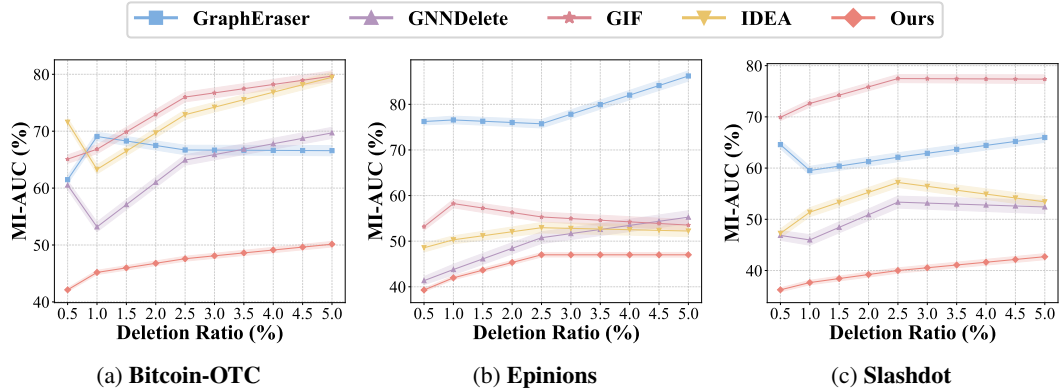 GraphEraser GNNDelete GIF IDEA Ours
MI-AUC (%)
80
70
60
50
40
0.5 1.0 1.5 2.0 2.5 3.0 3.5 4.0 4.5 5.0
Deletion Ratio (%)
(a) Bitcoin-OTC
MI-AUC (%)
80
70
60
50
40
0.5 1.0 1.5 2.0 2.5 3.0 3.5 4.0 4.5 5.0
Deletion Ratio (%)
(b) Epinions
MI-AUC (%)
80
70
60
50
40
0.5 1.0 1.5 2.0 2.5 3.0 3.5 4.0 4.5 5.0
Deletion Ratio (%)
(c) Slashdot